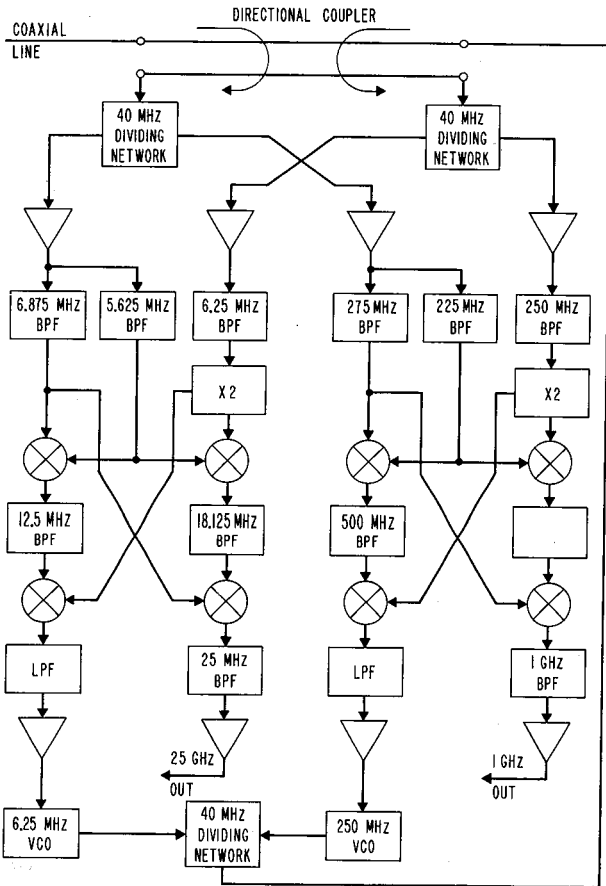 DIRECTIONAL COUPLER
COAXIAL
LINE
40 MHz
DIVIDING
NETWORK
40 MHz
DIVIDING
NETWORK
6.875 MHz
BPF
5.625 MHz
BPF
6.25 MHz
BPF
275 MHz
BPF
225 MHz
BPF
250 MHz
BPF
X2
X2
12.5 MHz
BPF
18.125 MHz
BPF
500 MHz
BPF
LPF
25 MHz
BPF
LPF
1 GHz
BPF
25 GHz
OUT
1 GHz
OUT
6.25 MHz
VCO
40 MHz
DIVIDING
NETWORK
250 MHz
VCO